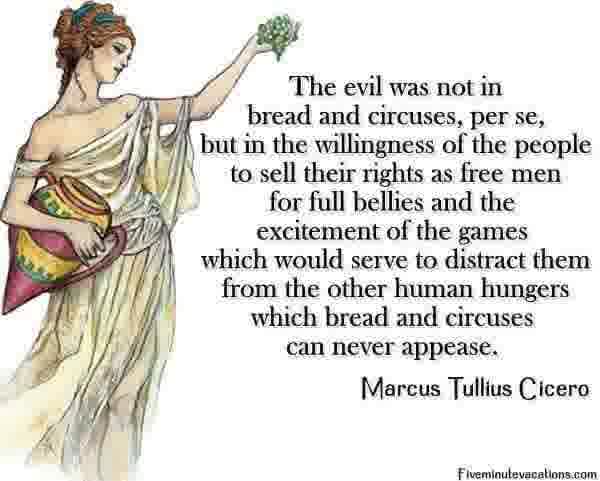 The evil was not in
bread and circuses, per se,
but in the willingness of the people
to sell their rights as free men
for full bellies and the
excitement of the games
which would serve to distract them
from the other human hungers
which bread and circuses
can never appease.
Marcus Tullius Cicero
Fiveminutevacations.com